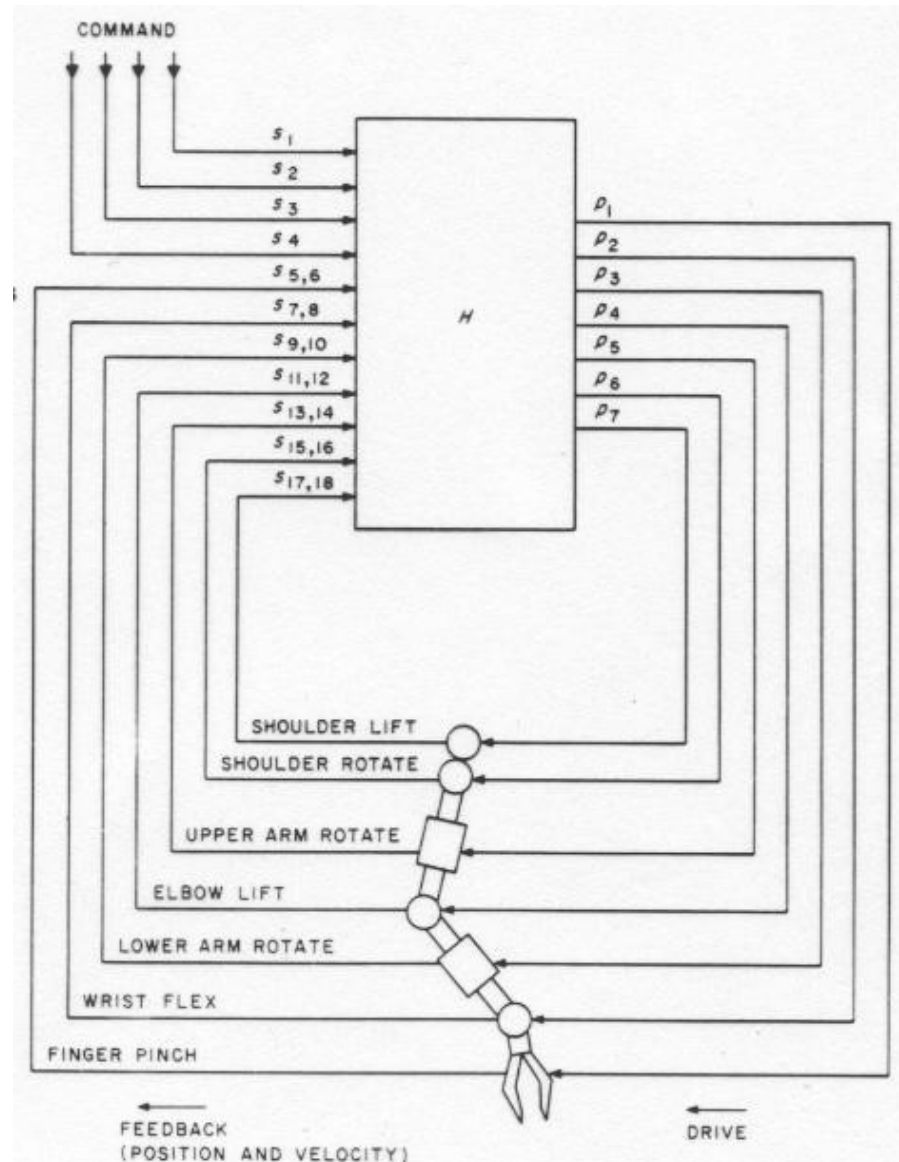 COMMAND
s1
s2
s3
s4
s5,6
s7,8
s9,10
s11,12
s13,14
s15,16
s17,18
H
p1
p2
p3
p4
p5
p6
p7
SHOULDER LIFT
SHOULDER ROTATE
UPPER ARM ROTATE
ELBOW LIFT
LOWER ARM ROTATE
WRIST FLEX
FINGER PINCH
FEEDBACK
(POSITION AND VELOCITY)
DRIVE